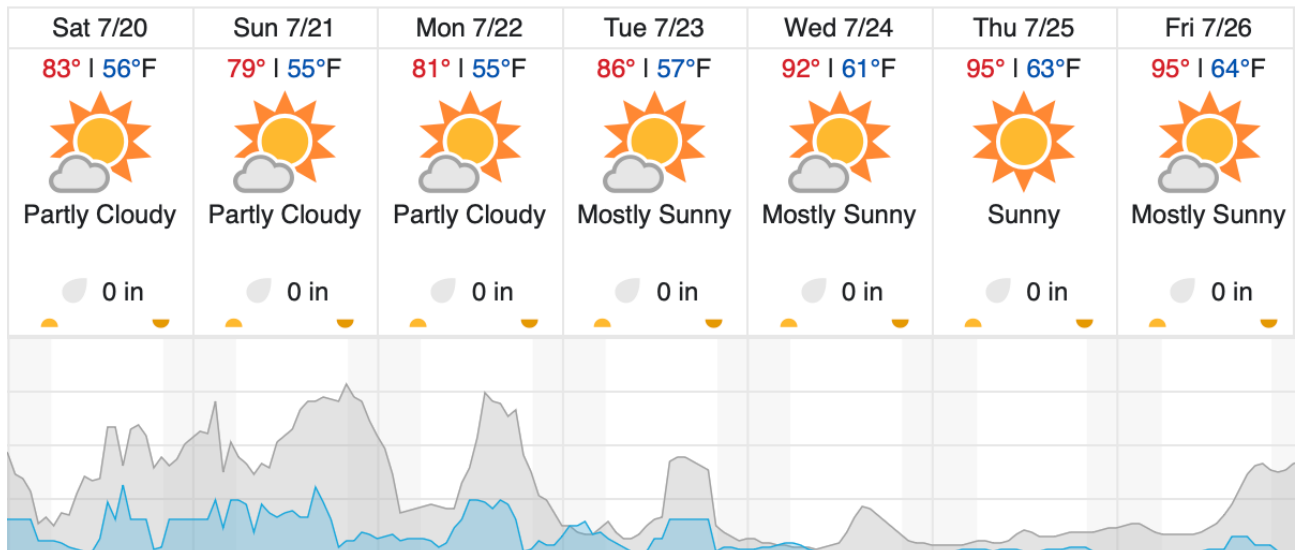 Sat 7/20 Sun 7/21 Mon 7/22 Tue 7/23 Wed 7/24 Thu 7/25 Fri 7/26
83° | 56°F 79° | 55°F 81° | 55°F 86° | 57°F 92° | 61°F 95° | 63°F 95° | 64°F
Partly Cloudy Partly Cloudy Partly Cloudy Mostly Sunny Mostly Sunny Sunny Mostly Sunny
0 in 0 in 0 in 0 in 0 in 0 in 0 in